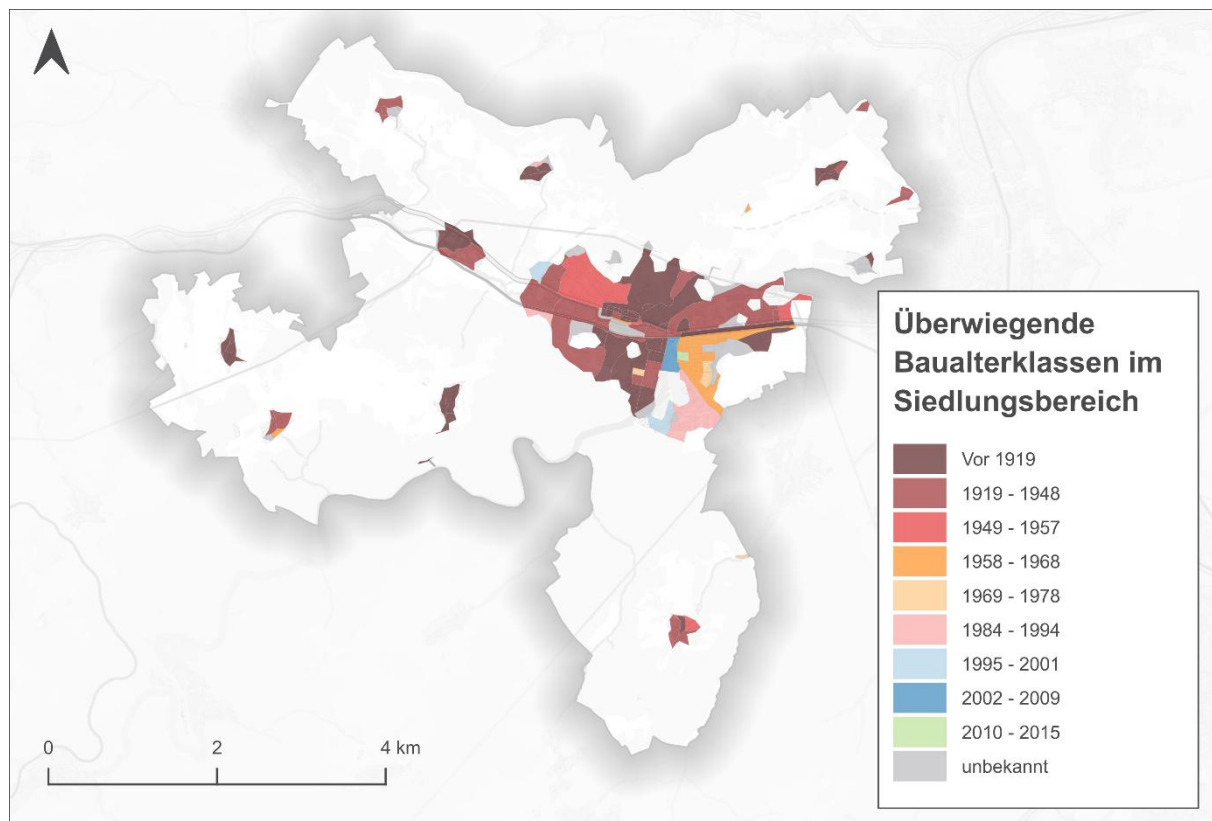 Überwiegende
Baualterklassen im
Siedlungsbereich
Vor 1919
1919 - 1948
1949 - 1957
1958 - 1968
1969 - 1978
1984 - 1994
1995 - 2001
2002 - 2009
2010 - 2015
unbekannt
0 2 4 km